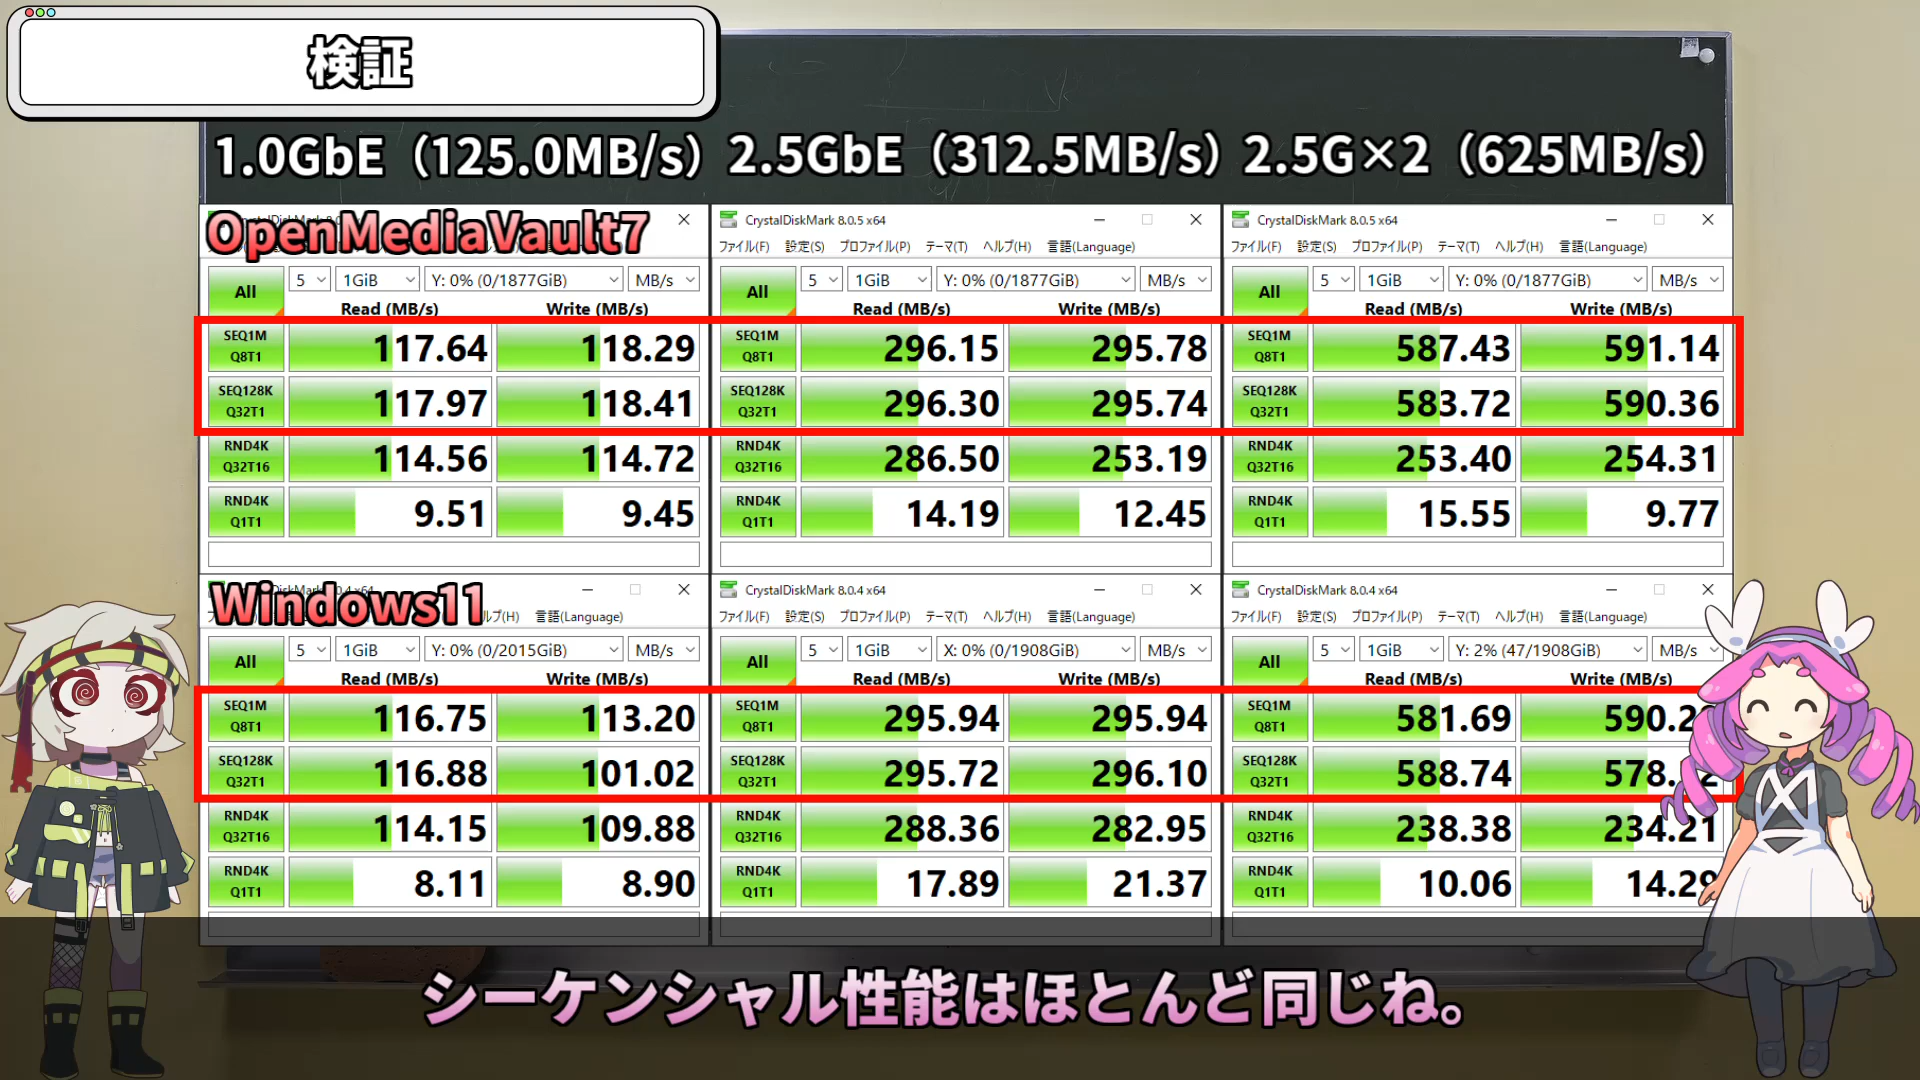 検証
1.0GbE（125.0MB/s）
2.5GbE（312.5MB/s）
2.5G×2（625MB/s）
OpenMediaVault7
All
5
1GiB
Y: 0% (0/1877GiB)
MB/s
Read (MB/s)
Write (MB/s)
SEQ1M
Q8T1
117.64
118.29
SEQ128K
Q32T1
117.97
118.41
RND4K
Q32T16
114.56
114.72
RND4K
Q1T1
9.51
9.45
CrystalDiskMark 8.0.5 x64
ファイル(F) 設定(S) プロファイル(P) テーマ(T) ヘルプ(H) 言語(Language)
All
5
1GiB
Y: 0% (0/1877GiB)
MB/s
Read (MB/s)
Write (MB/s)
SEQ1M
Q8T1
296.15
295.78
SEQ128K
Q32T1
296.30
295.74
RND4K
Q32T16
286.50
253.19
RND4K
Q1T1
14.19
12.45
CrystalDiskMark 8.0.5 x64
ファイル(F) 設定(S) プロファイル(P) テーマ(T) ヘルプ(H) 言語(Language)
All
5
1GiB
Y: 0% (0/1877GiB)
MB/s
Read (MB/s)
Write (MB/s)
SEQ1M
Q8T1
587.43
591.14
SEQ128K
Q32T1
583.72
590.36
RND4K
Q32T16
253.40
254.31
RND4K
Q1T1
15.55
9.77
Windows11
ルプ(H) 言語(Language)
All
5
1GiB
Y: 0% (0/2015GiB)
MB/s
Read (MB/s)
Write (MB/s)
SEQ1M
Q8T1
116.75
113.20
SEQ128K
Q32T1
116.88
101.02
RND4K
Q32T16
114.15
109.88
RND4K
Q1T1
8.11
8.90
CrystalDiskMark 8.0.4 x64
ファイル(F) 設定(S) プロファイル(P) テーマ(T) ヘルプ(H) 言語(Language)
All
5
1GiB
X: 0% (0/1908GiB)
MB/s
Read (MB/s)
Write (MB/s)
SEQ1M
Q8T1
295.94
295.94
SEQ128K
Q32T1
295.72
296.10
RND4K
Q32T16
288.36
282.95
RND4K
Q1T1
17.89
21.37
CrystalDiskMark 8.0.4 x64
ファイル(F) 設定(S) プロファイル(P) テーマ(T) ヘルプ(H) 言語(Language)
All
5
1GiB
Y: 2% (47/1908GiB)
MB/s
Read (MB/s)
Write (MB/s)
SEQ1M
Q8T1
581.69
SEQ128K
Q32T1
588.74
RND4K
Q32T16
238.38
234.21
RND4K
Q1T1
10.06
14.29
シーケンシャル性能はほとんど同じね。